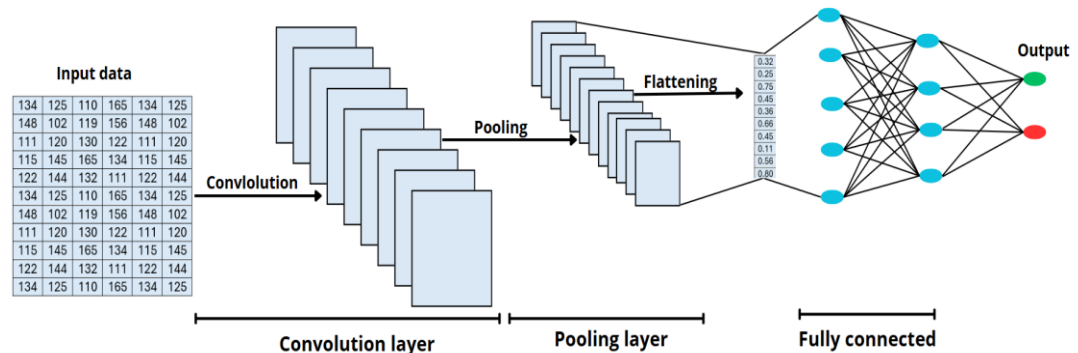 Input data
134 125 110 165 134 125
148 102 119 156 148 102
111 120 130 122 111 120
115 145 165 134 115 145
122 144 132 111 122 144
134 125 110 165 134 125
148 102 119 156 148 102
111 120 130 122 111 120
115 145 165 134 115 145
122 144 132 111 122 144
134 125 110 165 134 125
Convlolution
Pooling
Flattening
0.32
0.25
0.75
0.45
0.36
0.66
0.45
0.11
0.56
0.80
Output
Convolution layer
Pooling layer
Fully connected